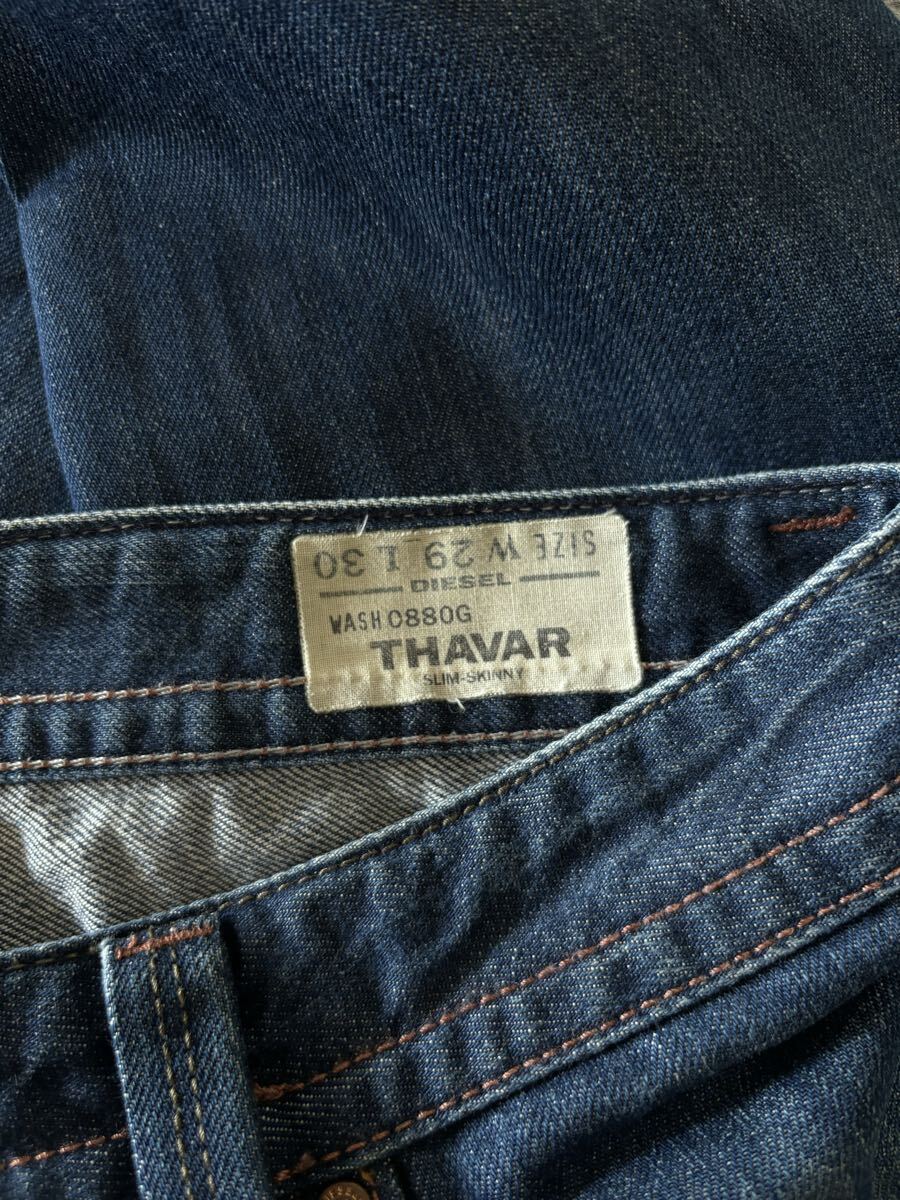 SIZE W 29 L 30
DIESEL
WASH 0880G
THAVAR
SLIM-SKINNY